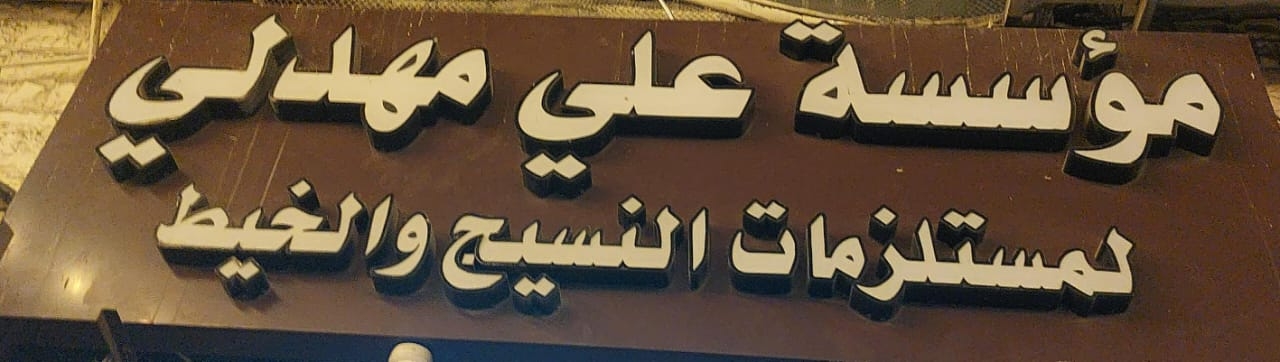 مؤسسة علي مهدلي
لمستلزمات النسيج والخيط